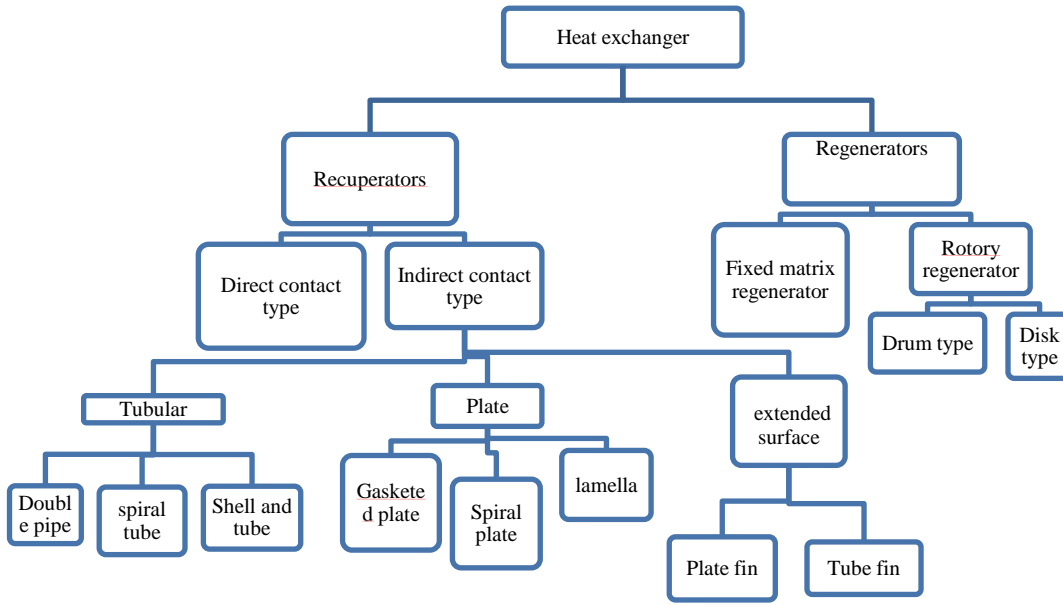 Heat exchanger
Recuperators
Regenerators
Direct contact
type
Indirect contact
type
Fixed matrix
regenerator
Rotory
regenerator
Drum type
Disk
type
Tubular
Plate
extended
surface
Doubl
e pipe
spiral
tube
Shell and
tube
Gaskete
d plate
Spiral
plate
lamella
Plate fin
Tube fin